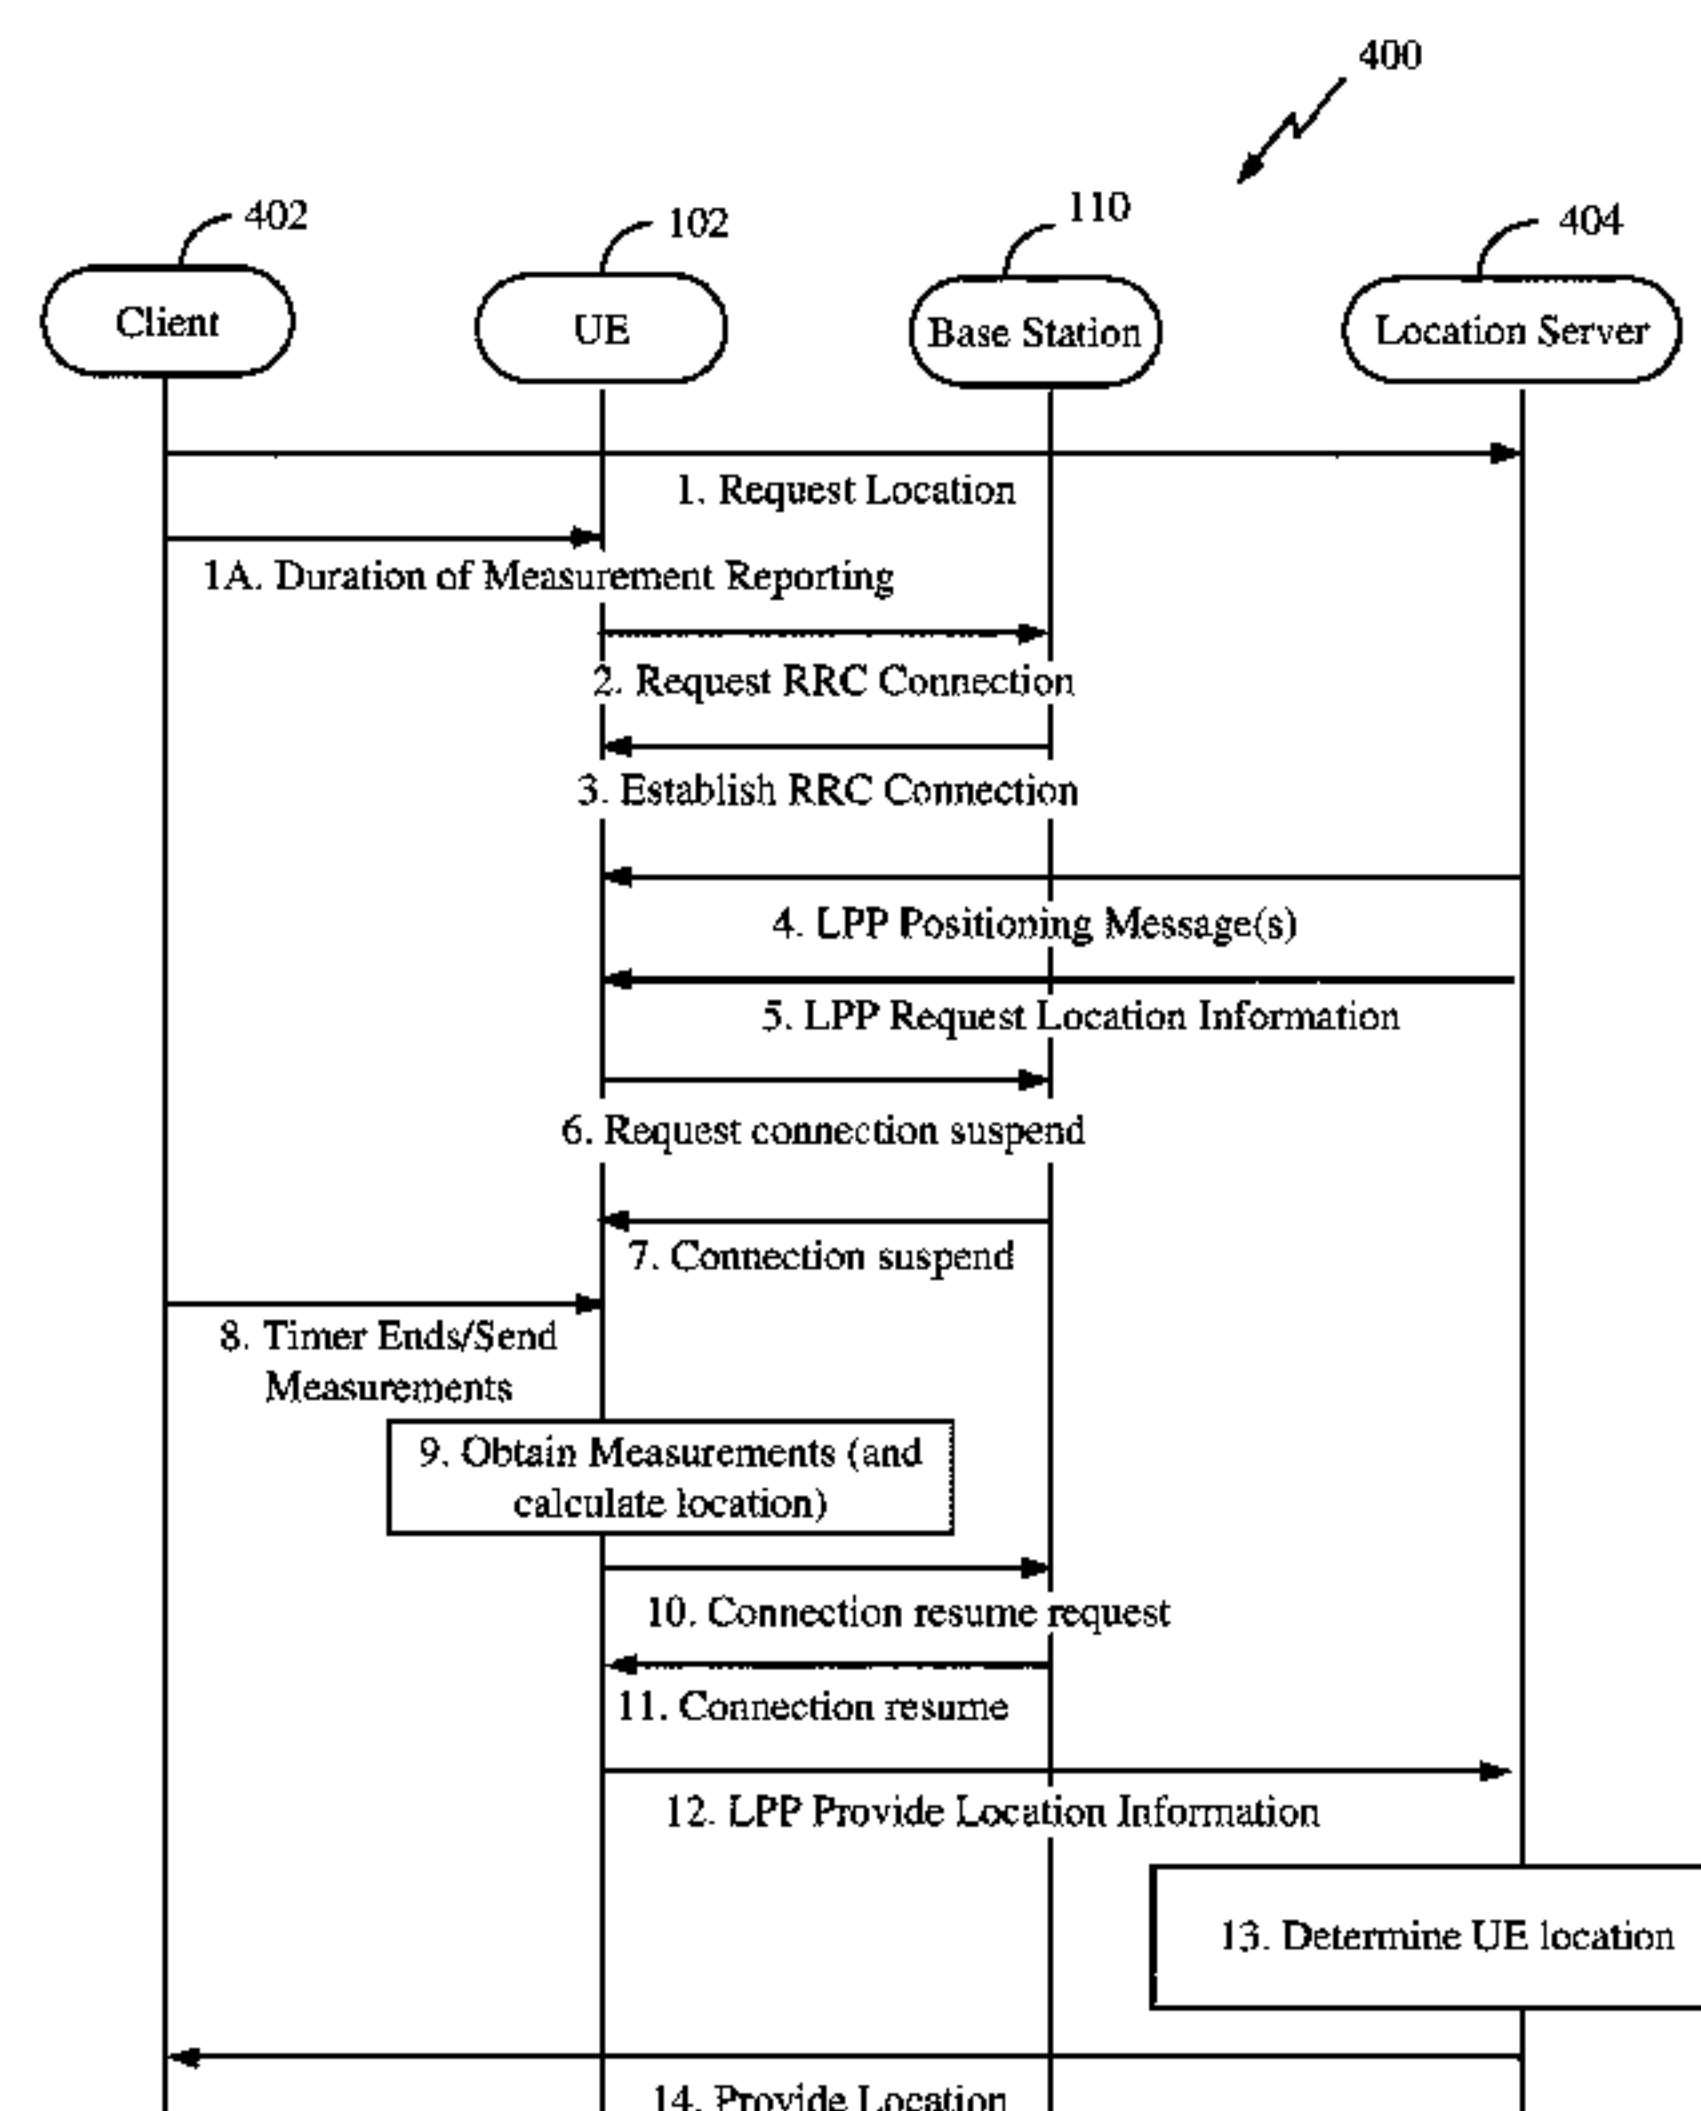 400
402
102
110
404
Client
UE
Base Station
Location Server
1. Request Location
1A. Duration of Measurement Reporting
2. Request RRC Connection
3. Establish RRC Connection
4. LPP Positioning Message(s)
5. LPP Request Location Information
6. Request connection suspend
7. Connection suspend
8. Timer Ends/Send
Measurements
9. Obtain Measurements (and
calculate location)
10. Connection resume request
11. Connection resume
12. LPP Provide Location Information
13. Determine UE location
14. Provide Location